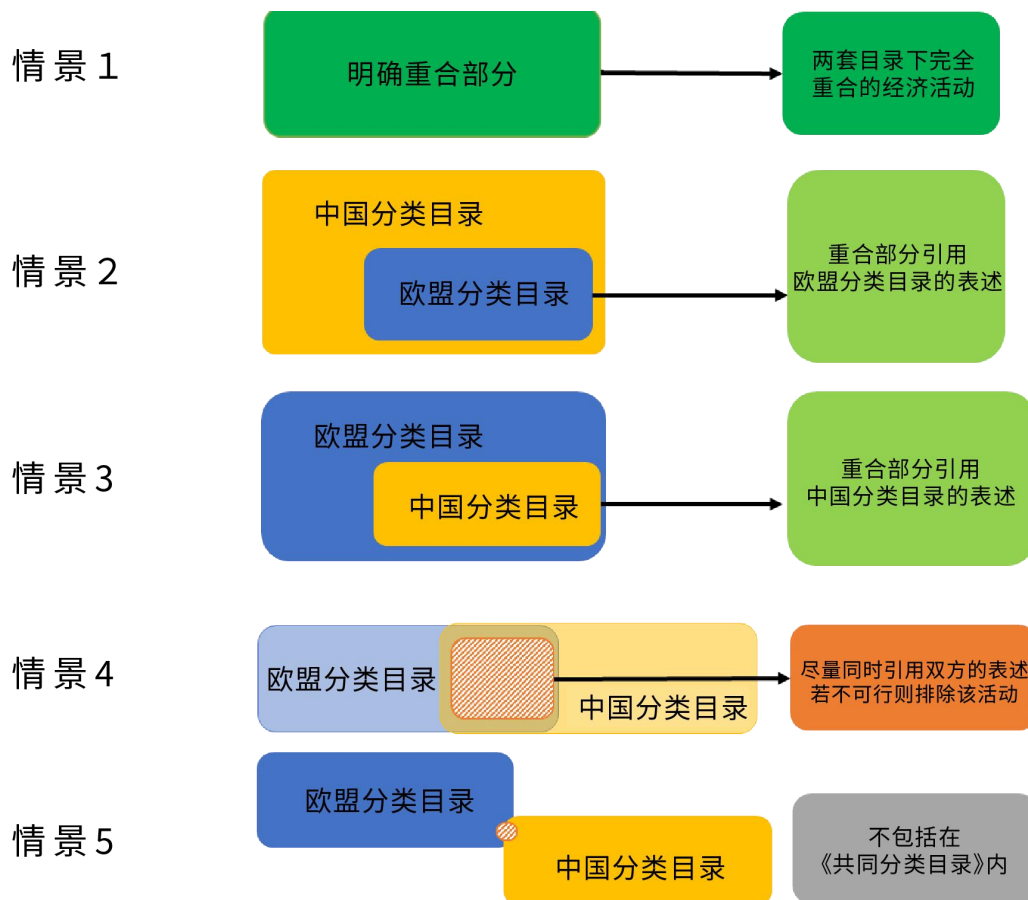 情景1
明确重合部分
两套目录下完全
重合的经济活动
情景2
中国分类目录
欧盟分类目录
重合部分引用
欧盟分类目录的表述
情景3
欧盟分类目录
中国分类目录
重合部分引用
中国分类目录的表述
情景4
欧盟分类目录
中国分类目录
尽量同时引用双方的表述
若不可行则排除该活动
情景5
欧盟分类目录
中国分类目录
不包括在
《共同分类目录》内